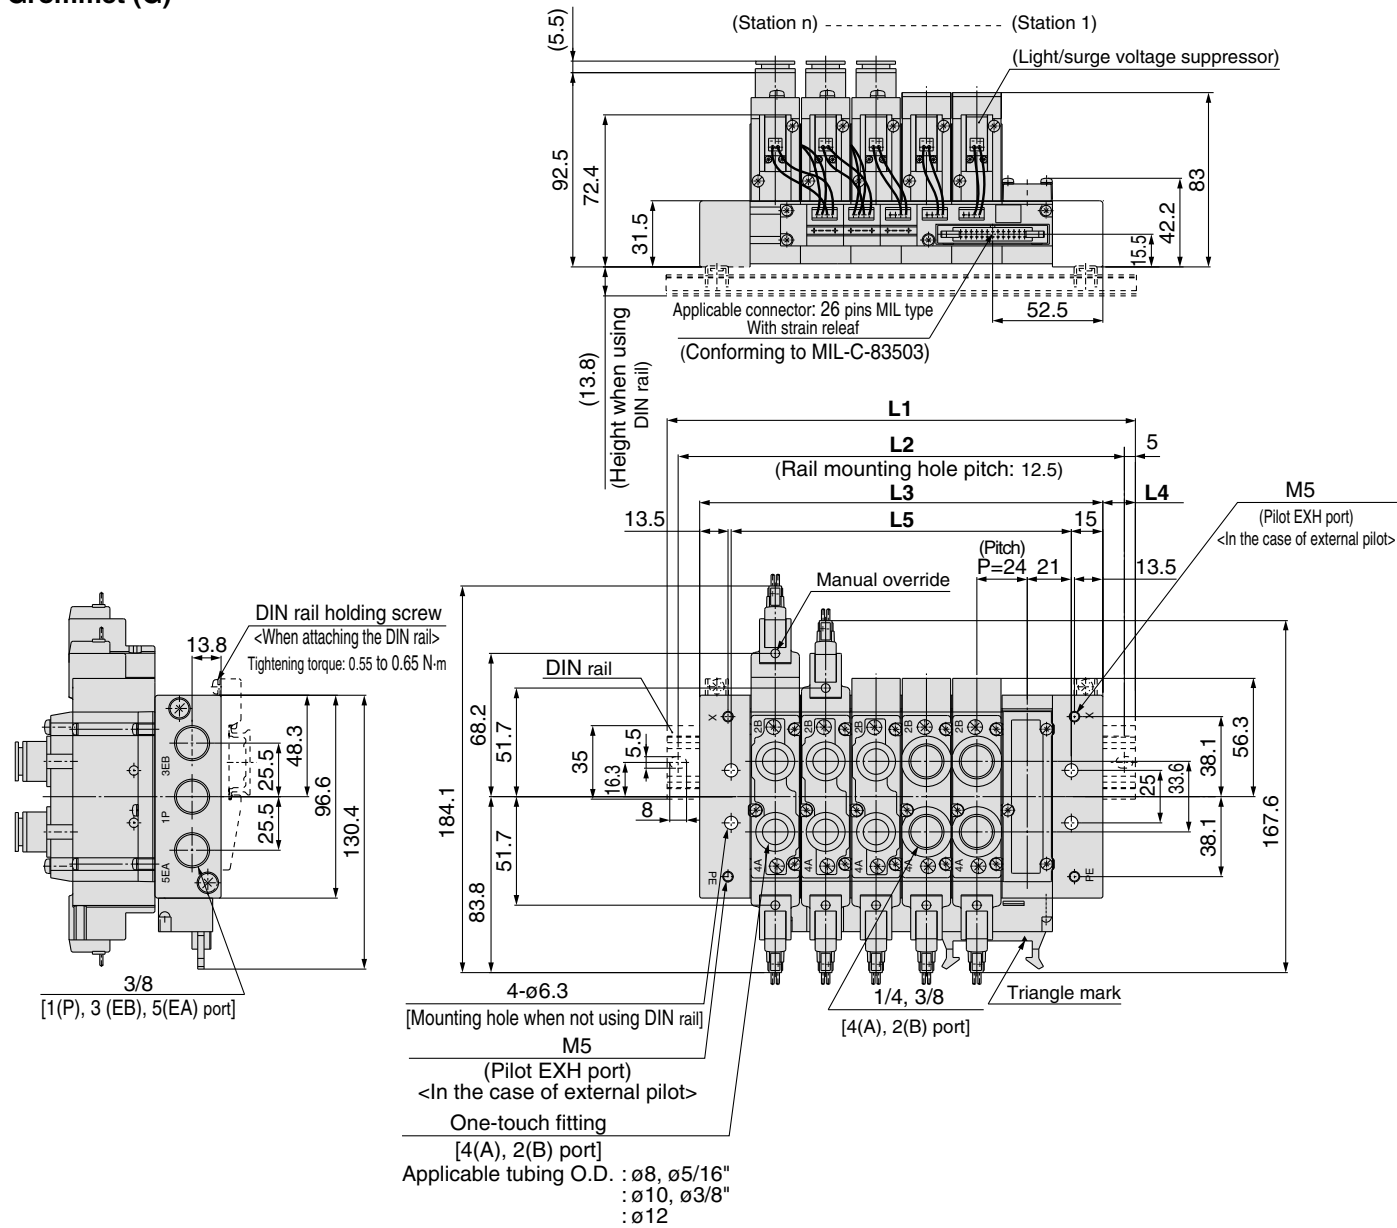 Grommet (G)
(Station n)
(Station 1)
(Light/surge voltage suppressor)
(5.5)
92.5
72.4
31.5
83
42.2
15.5
52.5
Applicable connector: 26 pins MIL type
With strain releaf
(Conforming to MIL-C-83503)
(13.8)
(Height when using
DIN rail)
L1
L2
5
(Rail mounting hole pitch: 12.5)
L3
L4
M5
(Pilot EXH port)
<In the case of external pilot>
13.5
L5
15
(Pitch)
P=24
21
13.5
Manual override
DIN rail holding screw
<When attaching the DIN rail>
Tightening torque: 0.55 to 0.65 N·m
13.8
DIN rail
X
X
2B
2B
2B
2B
2B
3EB
1P
5EA
25.5
25.5
48.3
96.6
130.4
184.1
68.2
51.7
35
5.5
16.3
8
51.7
83.8
4A
4A
4A
4A
4A
PE
PE
25
33.6
38.1
38.1
56.3
167.6
3/8
[1(P), 3 (EB), 5(EA) port]
4-ø6.3
[Mounting hole when not using DIN rail]
1/4, 3/8
[4(A), 2(B) port]
Triangle mark
M5
(Pilot EXH port)
<In the case of external pilot>
One-touch fitting
[4(A), 2(B) port]
Applicable tubing O.D. : ø8, ø5/16"
: ø10, ø3/8"
: ø12